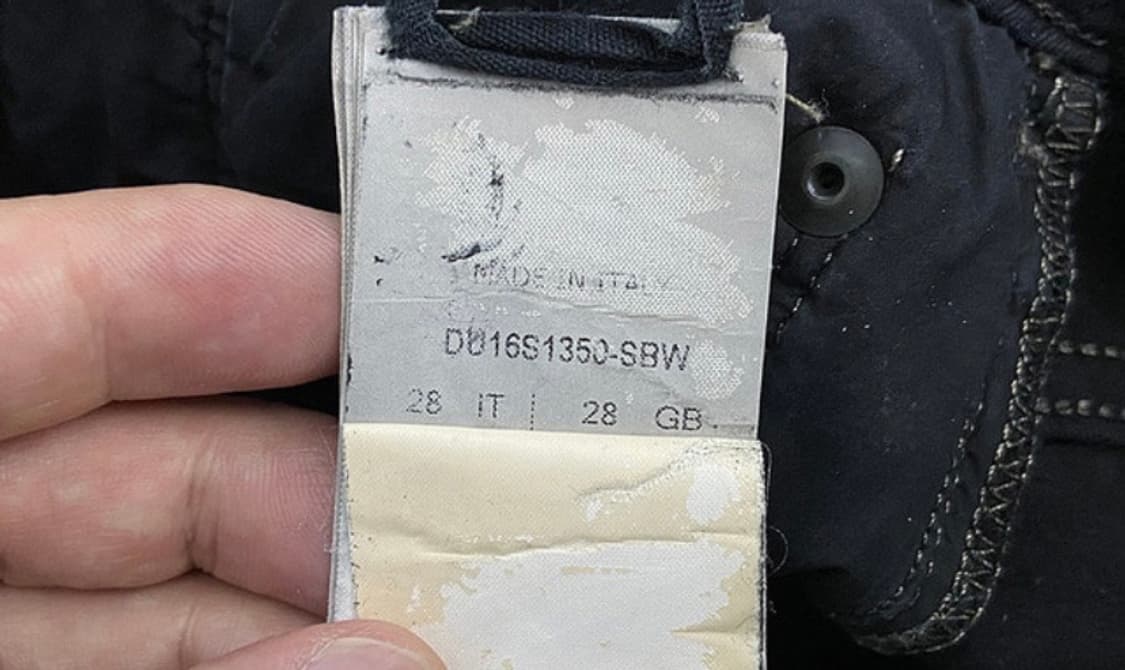 MADE IN ITALY
DU16S1350-SBW
28 IT | 28 GB